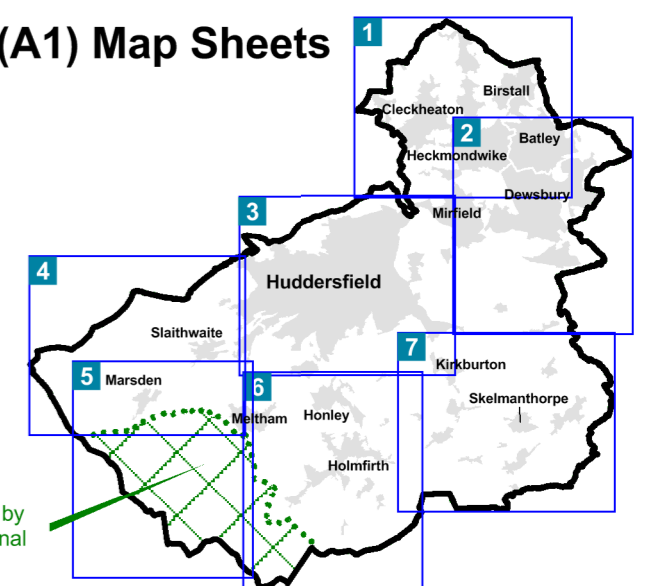 (A1) Map Sheets
1
Birstall
Cleckheaton
2
Batley
Heckmondwike
Dewsbury
3
Mirfield
4
Huddersfield
Slaithwaite
7
Kirkburton
5
Marsden
6
Skelmanthorpe
Meltham
Honley
Holmfirth
by
nal